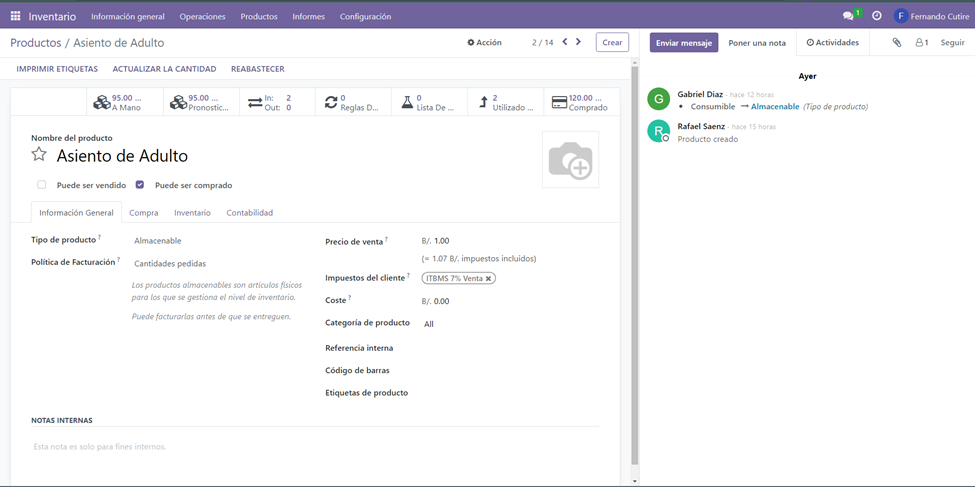 Inventario Información general Operaciones Productos Informes Configuración 1 F Fernando Cutire
Productos / Asiento de Adulto Acción 2 / 14 Crear Enviar mensaje Poner una nota Actividades 1 Seguir
IMPRIMIR ETIQUETAS ACTUALIZAR LA CANTIDAD REABASTECER
95.00 ... A Mano
95.00 ... Pronostic...
In: 2
Out: 0
0 Reglas D...
0 Lista De ...
2 Utilizado ...
120.00 ... Comprado
Nombre del producto
Asiento de Adulto
Puede ser vendido Puede ser comprado
Información General Compra Inventario Contabilidad
Tipo de producto ? Almacenable
Política de Facturación ? Cantidades pedidas
Los productos almacenables son artículos físicos
para los que se gestiona el nivel de inventario.
Puede facturarlas antes de que se entreguen.
Precio de venta ? B/. 1.00
(= 1.07 B/. impuestos incluidos)
Impuestos del cliente ? ITBMS 7% Venta ✖
Coste ? B/. 0.00
Categoría de producto All
Referencia interna
Código de barras
Etiquetas de producto
NOTAS INTERNAS
Esta nota es solo para fines internos.
Ayer
G Gabriel Diaz - hace 12 horas
• Consumible → Almacenable (Tipo de producto)
R Rafael Saenz - hace 15 horas
Producto creado